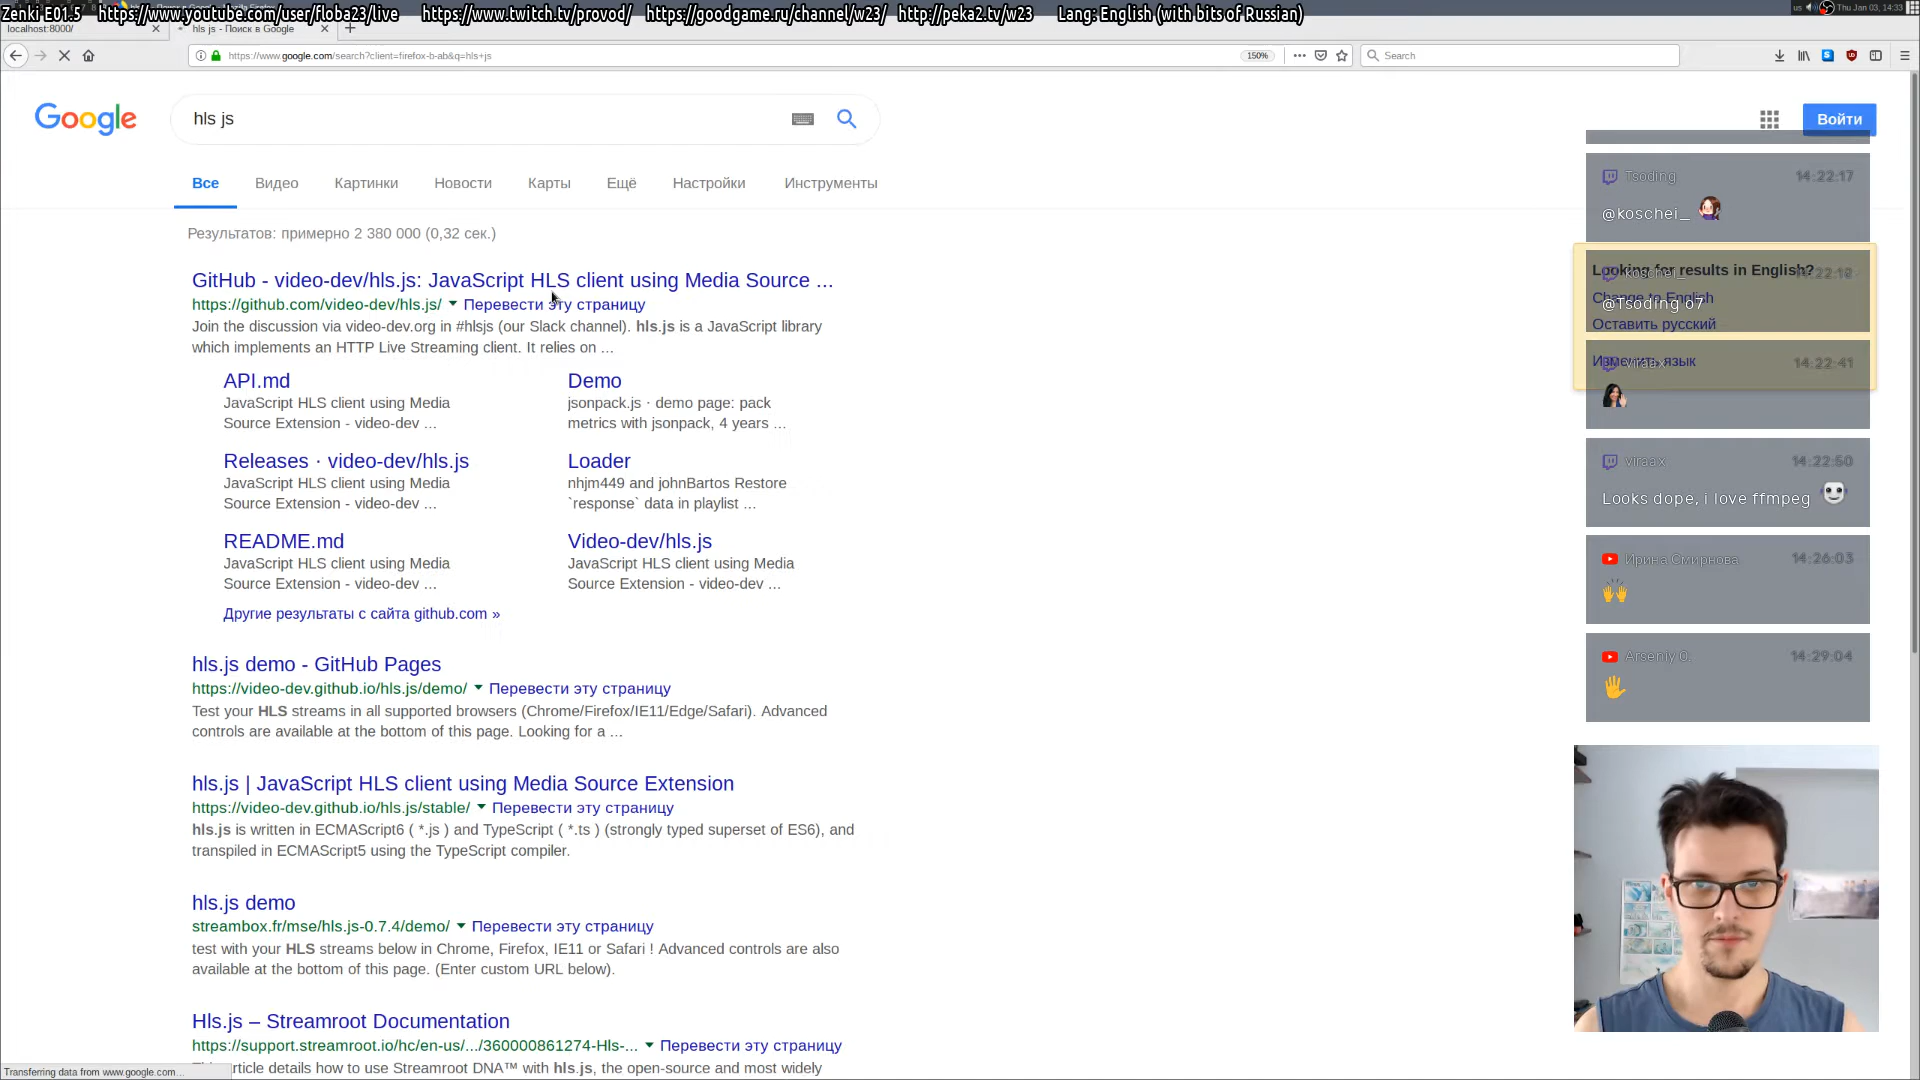 Zenki E01.5 https://www.youtube.com/user/floba23/live https://www.twitch.tv/provod/ https://goodgame.ru/channel/w23/ http://peka2.tv/w23 Lang: English (with bits of Russian)
us Thu Jan 03, 14:33
localhost:8000/
hls js - Поиск в Google
https://www.google.com/search?client=firefox-b-ab&q=hls+js
150%
Search
Google
hls js
Войти
Все Видео Картинки Новости Карты Ещё Настройки Инструменты
Результатов: примерно 2 380 000 (0,32 сек.)
GitHub - video-dev/hls.js: JavaScript HLS client using Media Source ...
https://github.com/video-dev/hls.js/ Перевести эту страницу
Join the discussion via video-dev.org in #hlsjs (our Slack channel). hls.js is a JavaScript library
which implements an HTTP Live Streaming client. It relies on ...
API.md
JavaScript HLS client using Media
Source Extension - video-dev ...
Demo
jsonpack.js · demo page: pack
metrics with jsonpack, 4 years ...
Releases · video-dev/hls.js
JavaScript HLS client using Media
Source Extension - video-dev ...
Loader
nhjm449 and johnBartos Restore
`response` data in playlist ...
README.md
JavaScript HLS client using Media
Source Extension - video-dev ...
Video-dev/hls.js
JavaScript HLS client using Media
Source Extension - video-dev ...
Другие результаты с сайта github.com »
hls.js demo - GitHub Pages
https://video-dev.github.io/hls.js/demo/ Перевести эту страницу
Test your HLS streams in all supported browsers (Chrome/Firefox/IE11/Edge/Safari). Advanced
controls are available at the bottom of this page. Looking for a ...
hls.js | JavaScript HLS client using Media Source Extension
https://video-dev.github.io/hls.js/stable/ Перевести эту страницу
hls.js is written in ECMAScript6 ( *.js ) and TypeScript ( *.ts ) (strongly typed superset of ES6), and
transpiled in ECMAScript5 using the TypeScript compiler.
hls.js demo
streambox.fr/mse/hls.js-0.7.4/demo/ Перевести эту страницу
test with your HLS streams below in Chrome, Firefox, IE11 or Safari ! Advanced controls are also
available at the bottom of this page. (Enter custom URL below).
Hls.js – Streamroot Documentation
https://support.streamroot.io/hc/en-us/.../360000861274-Hls-... Перевести эту страницу
article details how to use Streamroot DNA™ with hls.js, the open-source and most widely
Transferring data from www.google.com...
Tsoding 14:22:17
@koschei_
Looking for results in English?
Change to English
Оставить русский
Изменить язык
koschei_ 14:22:18
@Tsoding o7
viraax 14:22:41
viraax 14:22:50
Looks dope, i love ffmpeg
Ирина Смирнова 14:26:03
Arseniy O. 14:29:04